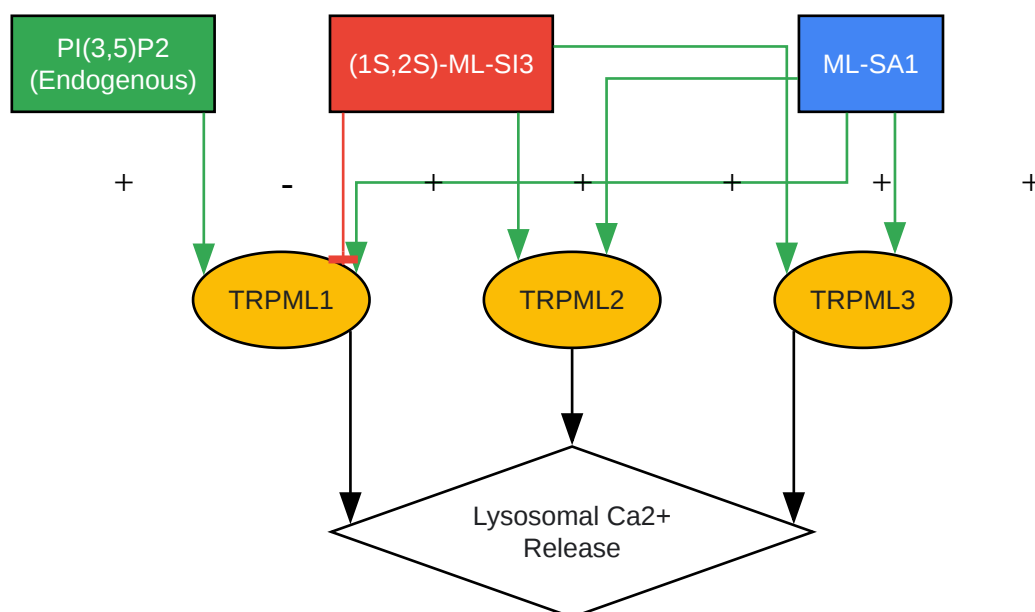 PI(3,5)P2
(Endogenous)
(1S,2S)-ML-SI3
ML-SA1
+ - + + + + +
TRPML1
TRPML2
TRPML3
Lysosomal Ca2+
Release